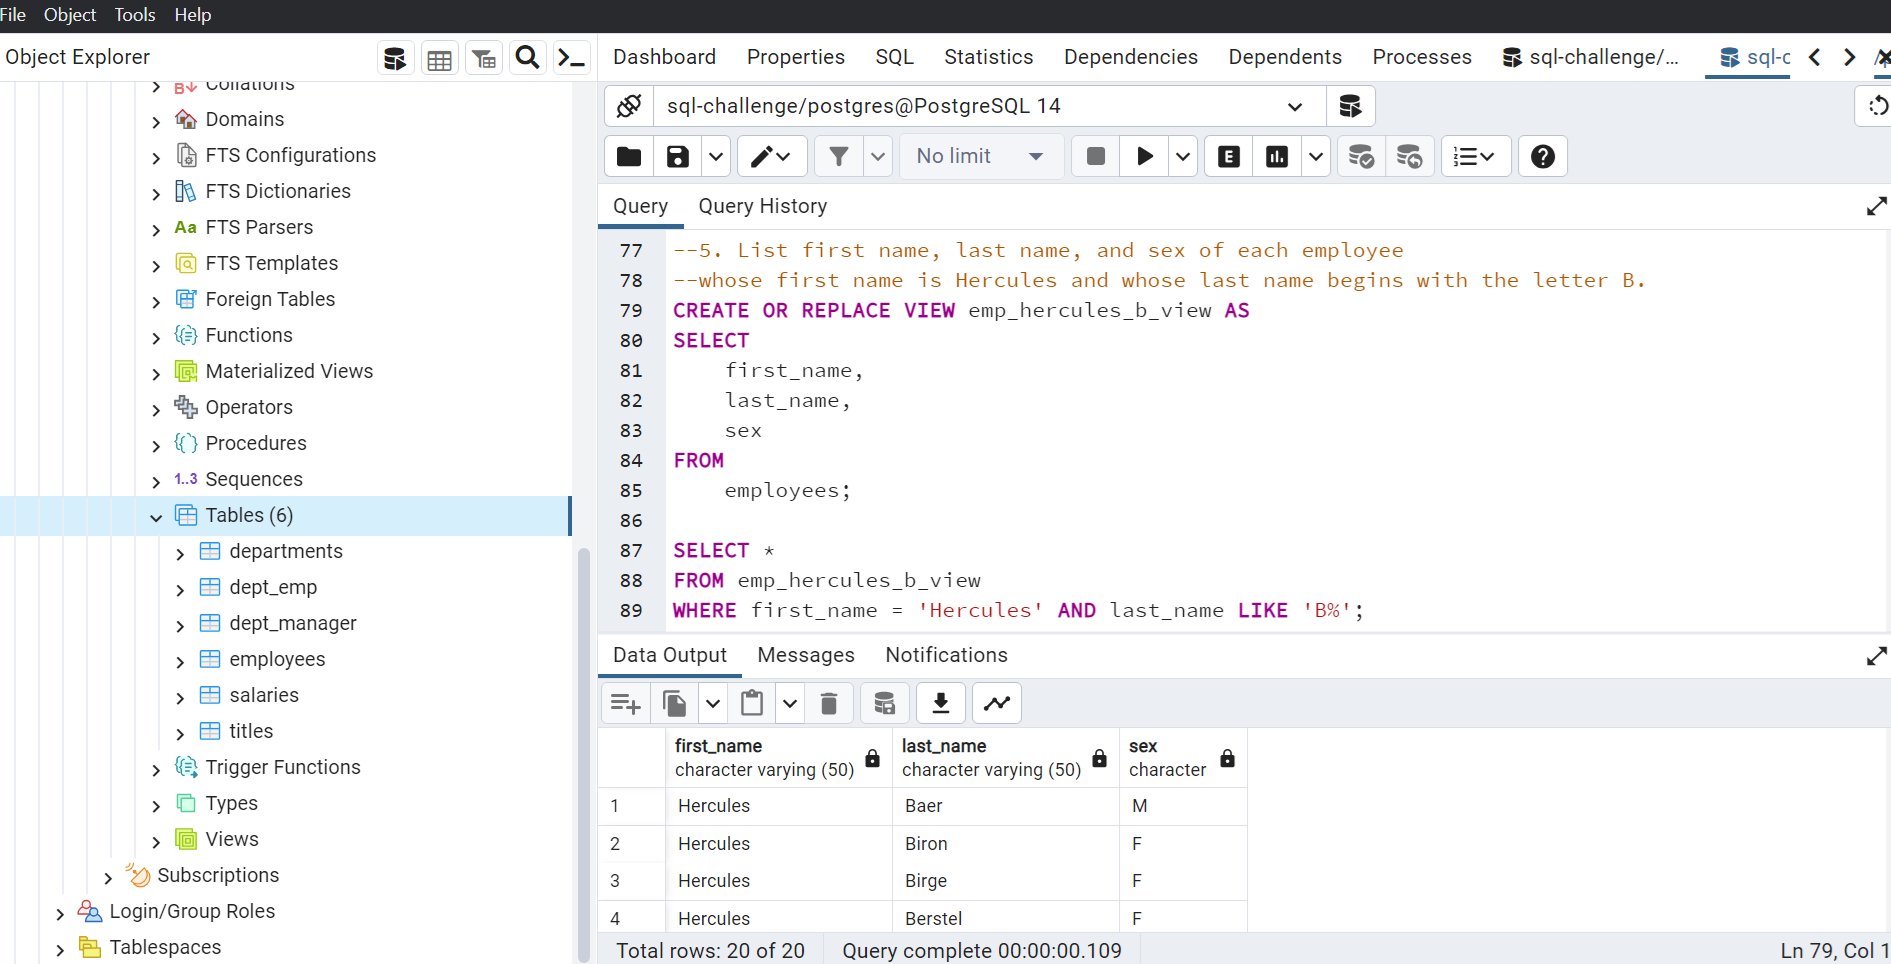 File Object Tools Help
Object Explorer
Dashboard Properties SQL Statistics Dependencies Dependents Processes sql-challenge/... sql-c
sql-challenge/postgres@PostgreSQL 14
No limit
E
Query Query History
Collations
Domains
FTS Configurations
FTS Dictionaries
Aa FTS Parsers
FTS Templates
Foreign Tables
Functions
Materialized Views
Operators
Procedures
1..3 Sequences
Tables (6)
departments
dept_emp
dept_manager
employees
salaries
titles
Trigger Functions
Types
Views
Subscriptions
Login/Group Roles
Tablespaces
77 --5. List first name, last name, and sex of each employee
78 --whose first name is Hercules and whose last name begins with the letter B.
79 CREATE OR REPLACE VIEW emp_hercules_b_view AS
80 SELECT
81 first_name,
82 last_name,
83 sex
84 FROM
85 employees;
86
87 SELECT *
88 FROM emp_hercules_b_view
89 WHERE first_name = 'Hercules' AND last_name LIKE 'B%';
Data Output Messages Notifications
first_name last_name sex
character varying (50) character varying (50) character
1 Hercules Baer M
2 Hercules Biron F
3 Hercules Birge F
4 Hercules Berstel F
Total rows: 20 of 20 Query complete 00:00:00.109 Ln 79, Col 1